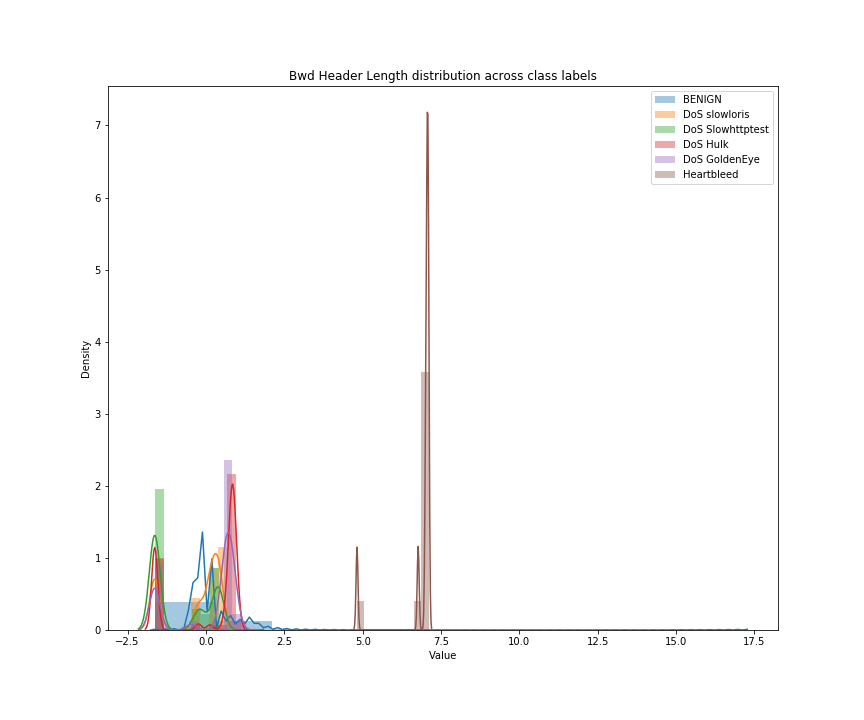 Bwd Header Length distribution across class labels
BENIGN
DoS slowloris
DoS Slowhttptest
DoS Hulk
DoS GoldenEye
Heartbleed
7
6
5
4
3
2
1
0
Density
−2.5 0.0 2.5 5.0 7.5 10.0 12.5 15.0 17.5
Value